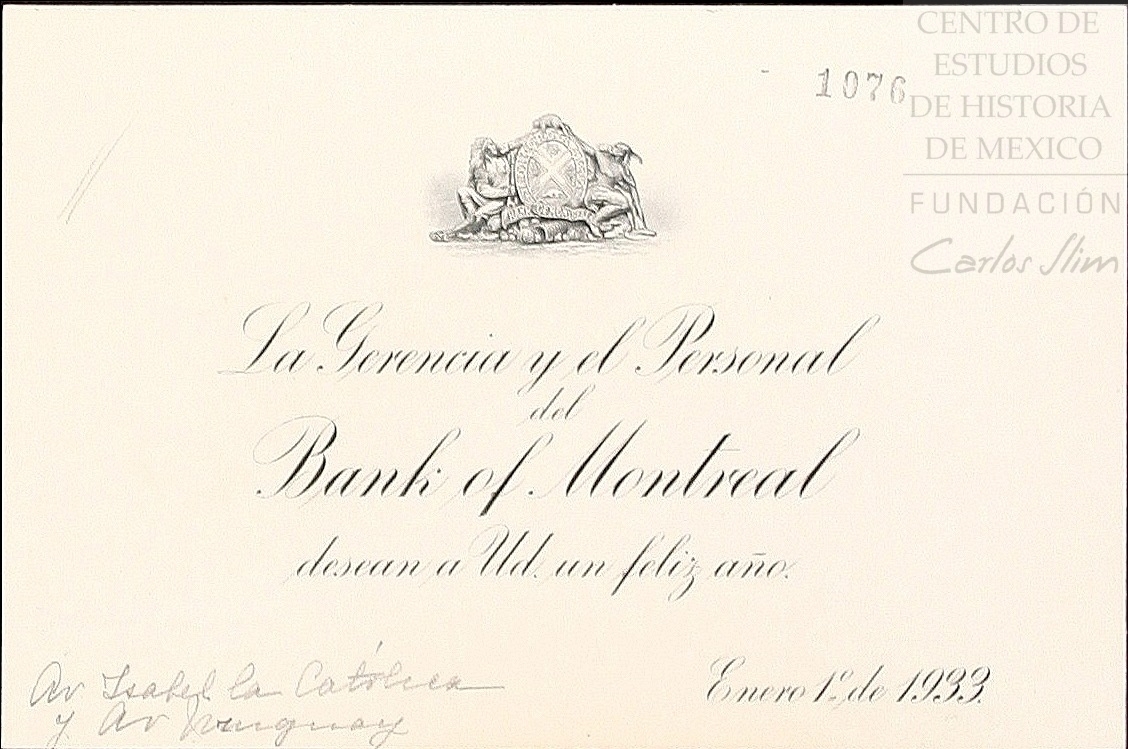 CENTRO DE
ESTUDIOS
DE HISTORIA
DE MEXICO
FUNDACIÓN
Carlos Slim
1076
La Gerencia y el Personal
del
Bank of Montreal
desean a Ud. un feliz año.
Enero 1º, de 1933.
Av Isabel la Católica
y Av Uruguay